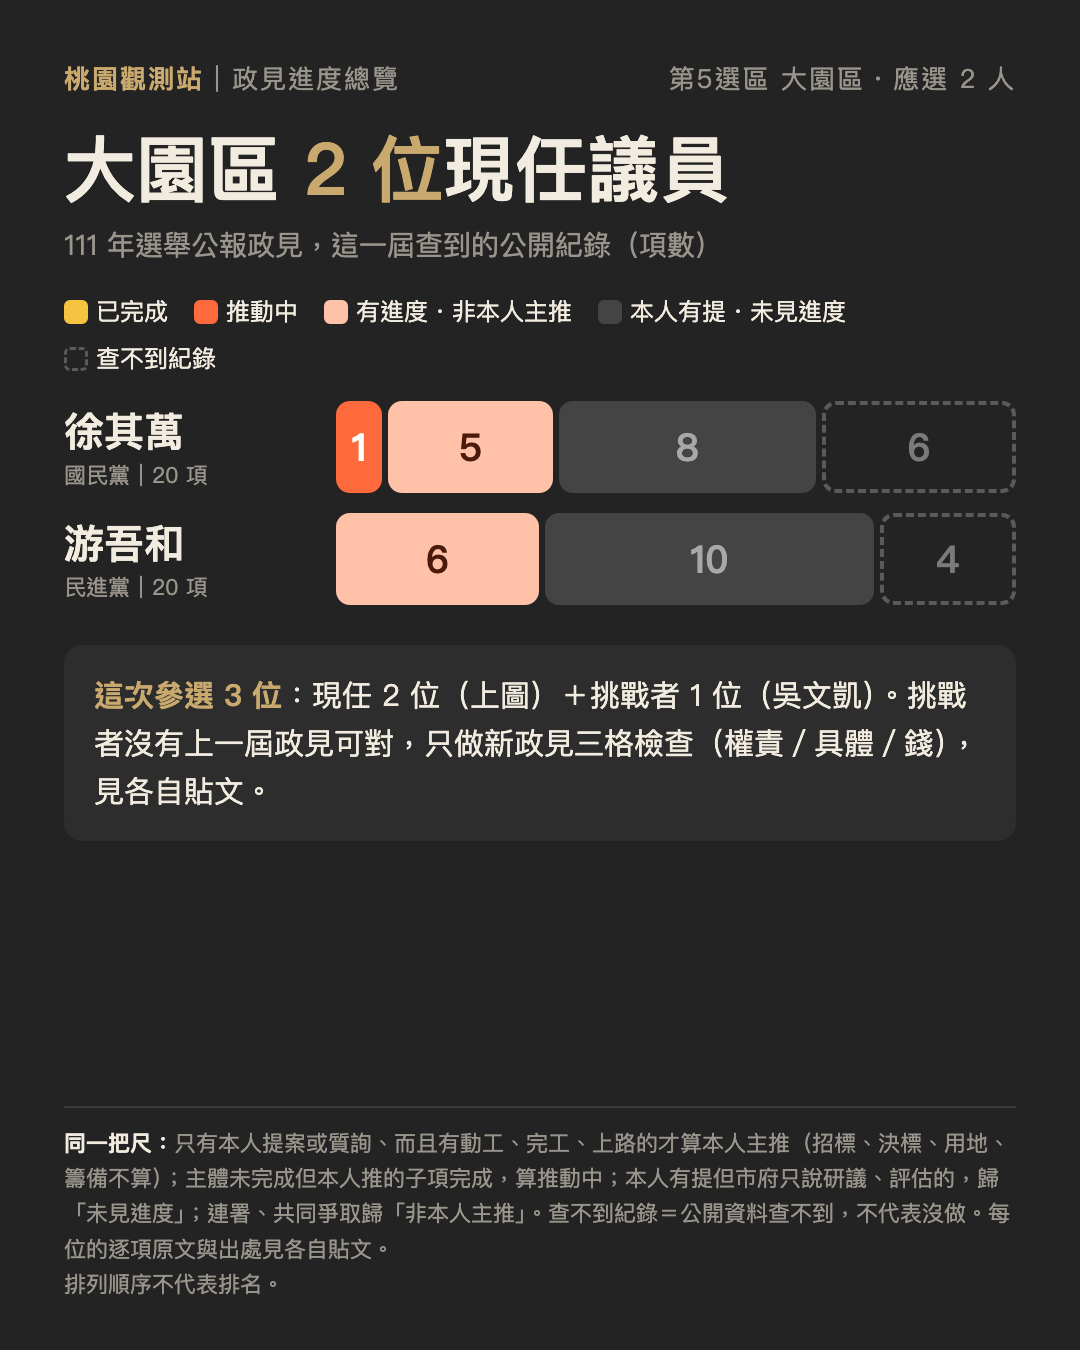 桃園觀測站｜政見進度總覽
第5選區 大園區・應選 2 人
大園區 2 位現任議員
111 年選舉公報政見，這一屆查到的公開紀錄（項數）
已完成 推動中 有進度・非本人主推 本人有提・未見進度
查不到紀錄
徐其萬
國民黨｜20 項
1 5 8 6
游吾和
民進黨｜20 項
6 10 4
這次參選 3 位：現任 2 位（上圖）＋挑戰者 1 位（吳文凱）。挑戰
者沒有上一屆政見可對，只做新政見三格檢查（權責 / 具體 / 錢），
見各自貼文。
同一把尺：只有本人提案或質詢、而且有動工、完工、上路的才算本人主推（招標、決標、用地、
籌備不算）；主體未完成但本人推的子項完成，算推動中；本人有提但市府只說研議、評估的，歸
「未見進度」；連署、共同爭取歸「非本人主推」。查不到紀錄＝公開資料查不到，不代表沒做。每
位的逐項原文與出處見各自貼文。
排列順序不代表排名。